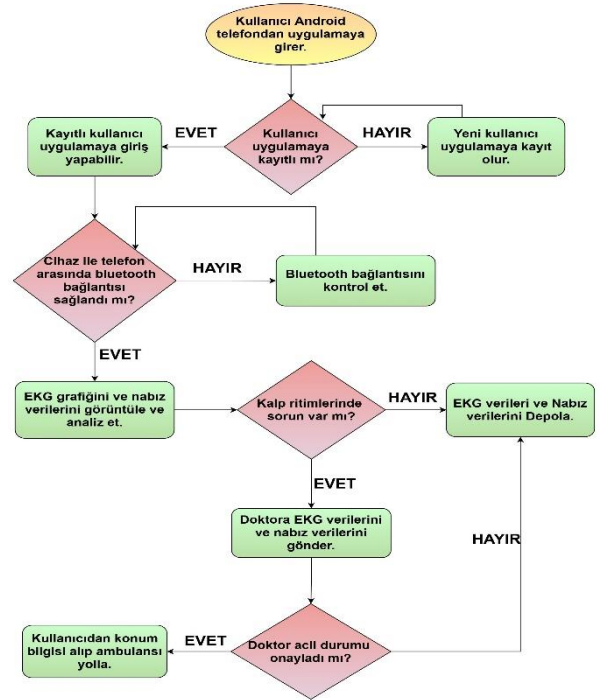 Kullanıcı Android
telefondan uygulamaya
girer.
Kayıtlı kullanıcı
uygulamaya giriş
yapabilir.
EVET
Kullanıcı
uygulamaya
kayıtlı mı?
HAYIR
Yeni kullanıcı
uygulamaya kayıt
olur.
Cihaz ile telefon
arasında bluetooth
bağlantısı
sağlandı mı?
HAYIR
Bluetooth bağlantısını
kontrol et.
EVET
EKG grafiğini ve nabız
verilerini görüntüle ve
analiz et.
Kalp ritimlerinde
sorun var mı?
HAYIR
EKG verileri ve Nabız
verilerini Depola.
EVET
Doktora EKG verilerini
ve nabız verilerini
gönder.
HAYIR
Kullanıcıdan konum
bilgisi alıp ambulansı
yolla.
EVET
Doktor acil durumu
onayladı mı?